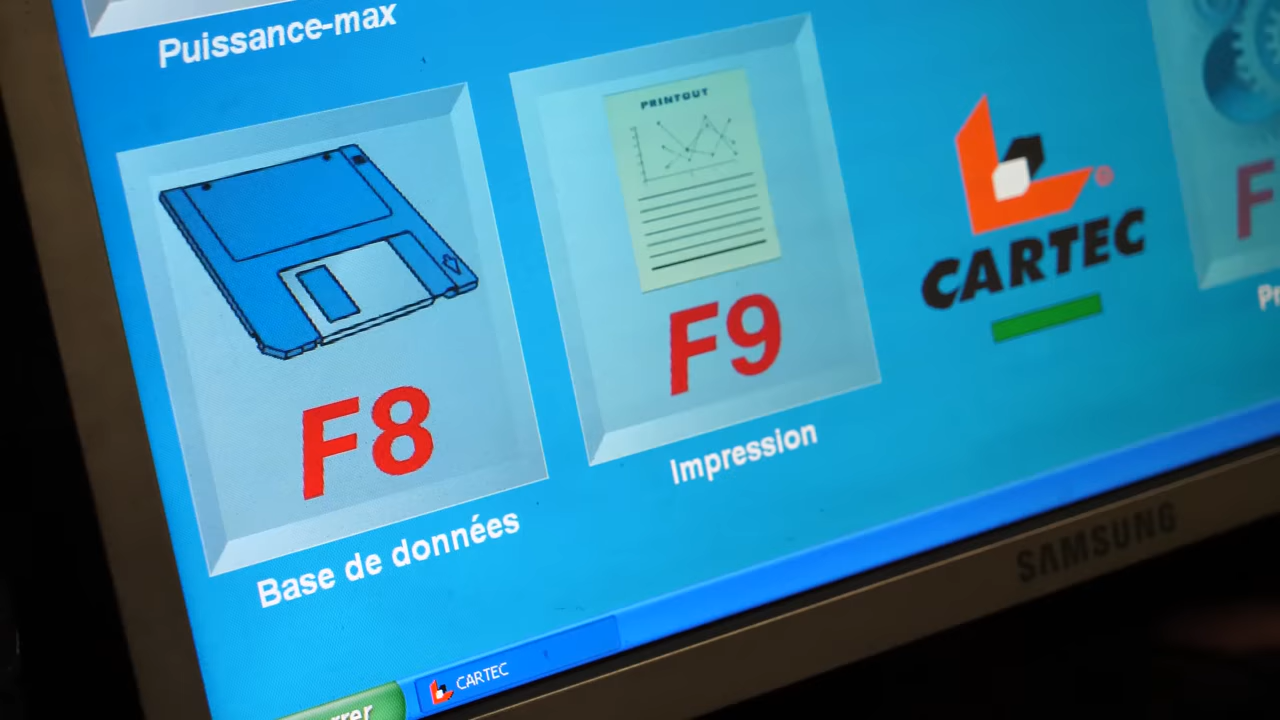 Puissance-max
PRINTOUT
F8
F9
Base de données
Impression
CARTEC
CARTEC
SAMSUNG